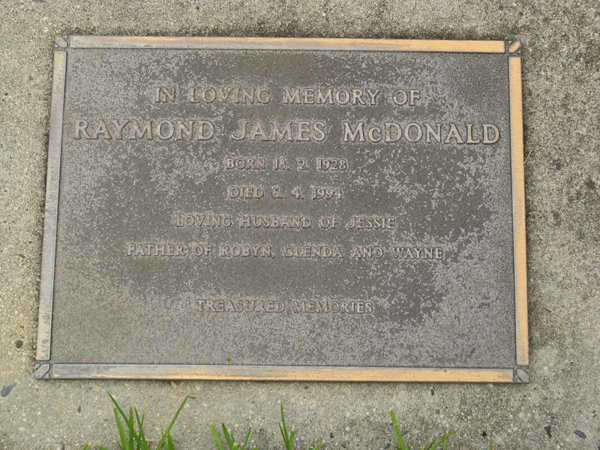 IN LOVING MEMORY OF
RAYMOND JAMES McDONALD
BORN 18. 2. 1928
DIED 4. 1994
LOVING HUSBAND OF JESSIE
FATHER OF ROBYN, GLENDA AND WAYNE
TREASURED MEMORIES